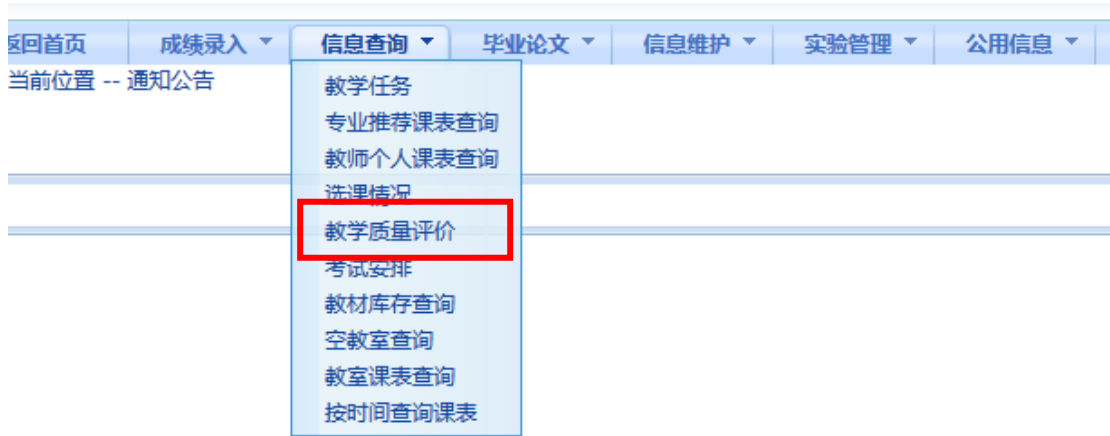 返回首页 成绩录入 信息查询 毕业论文 信息维护 实验管理 公用信息
当前位置 -- 通知公告
教学任务
专业推荐课表查询
教师个人课表查询
选课情况
教学质量评价
考试安排
教材库存查询
空教室查询
教室课表查询
按时间查询课表